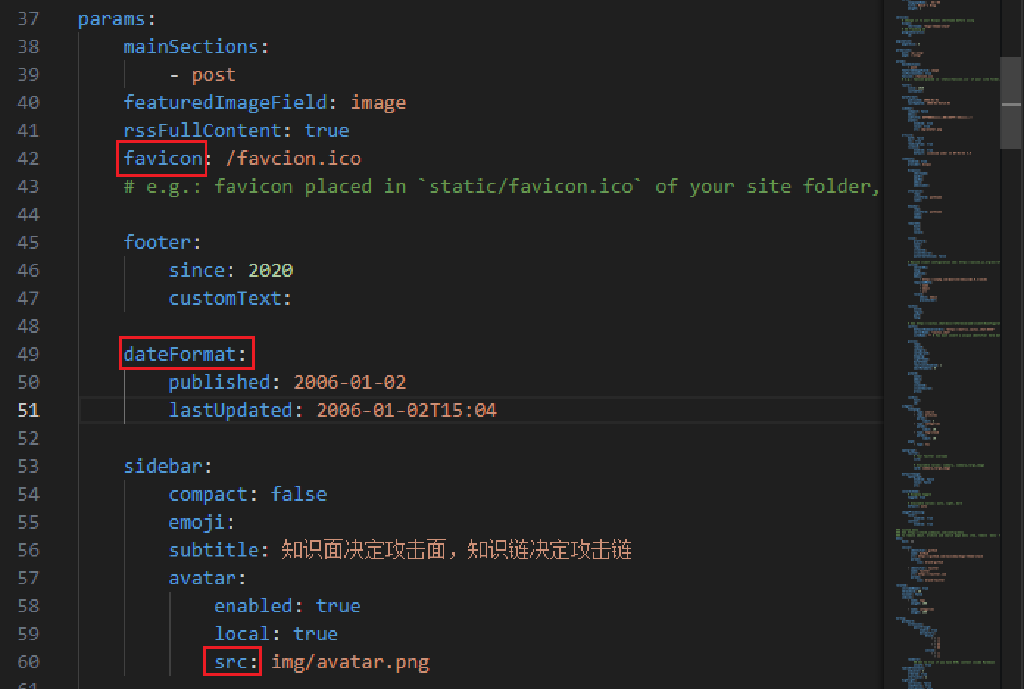 37 params:
38 mainSections:
39 - post
40 featuredImageField: image
41 rssFullContent: true
42 favicon: /favcion.ico
43 # e.g.: favicon placed in `static/favicon.ico` of your site folder,
44
45 footer:
46 since: 2020
47 customText:
48
49 dateFormat:
50 published: 2006-01-02
51 lastUpdated: 2006-01-02T15:04
52
53 sidebar:
54 compact: false
55 emoji:
56 subtitle: 知识面决定攻击面，知识链决定攻击链
57 avatar:
58 enabled: true
59 local: true
60 src: img/avatar.png
61